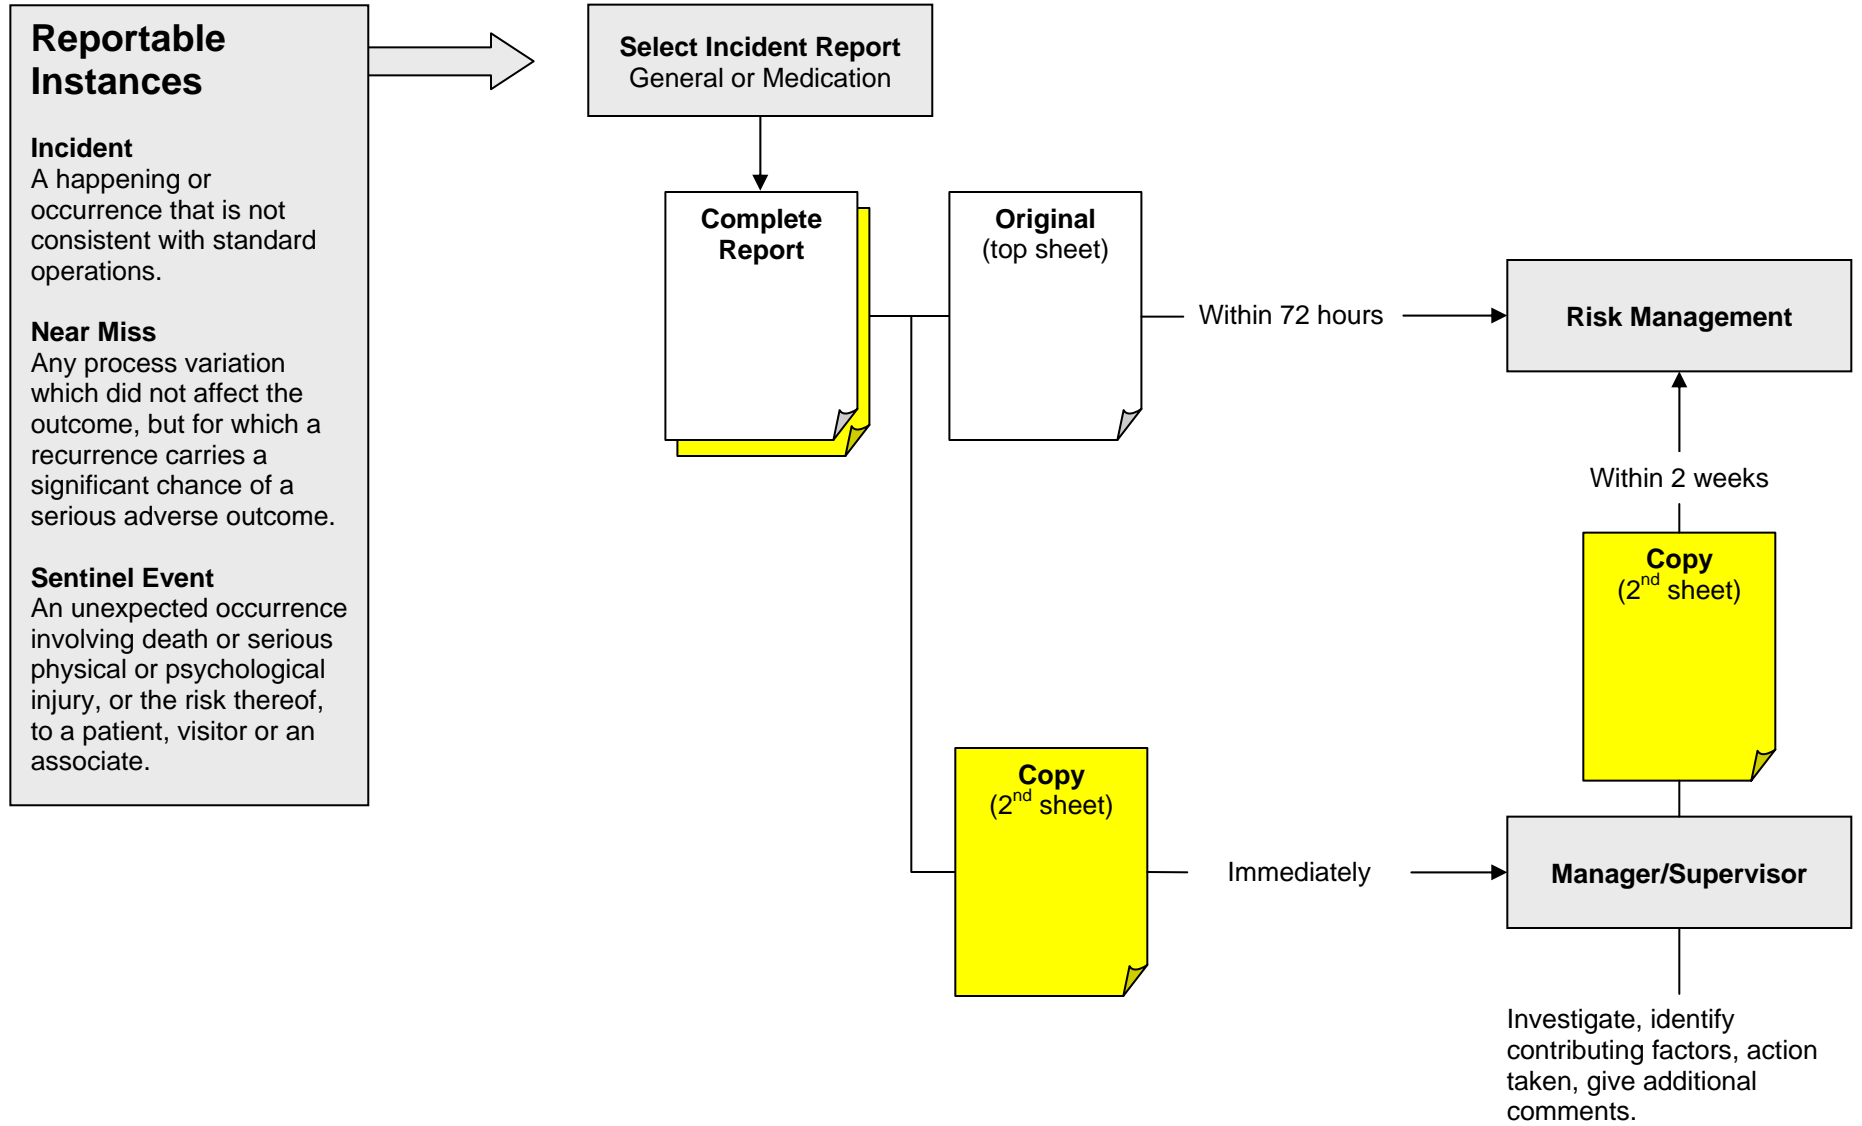 Reportable
Instances
Incident
A happening or
occurrence that is not
consistent with standard
operations.
Near Miss
Any process variation
which did not affect the
outcome, but for which a
recurrence carries a
significant chance of a
serious adverse outcome.
Sentinel Event
An unexpected occurrence
involving death or serious
physical or psychological
injury, or the risk thereof,
to a patient, visitor or an
associate.
Select Incident Report
General or Medication
Complete
Report
Original
(top sheet)
Within 72 hours
Risk Management
Within 2 weeks
Copy
(2nd sheet)
Copy
(2nd sheet)
Immediately
Manager/Supervisor
Investigate, identify
contributing factors, action
taken, give additional
comments.